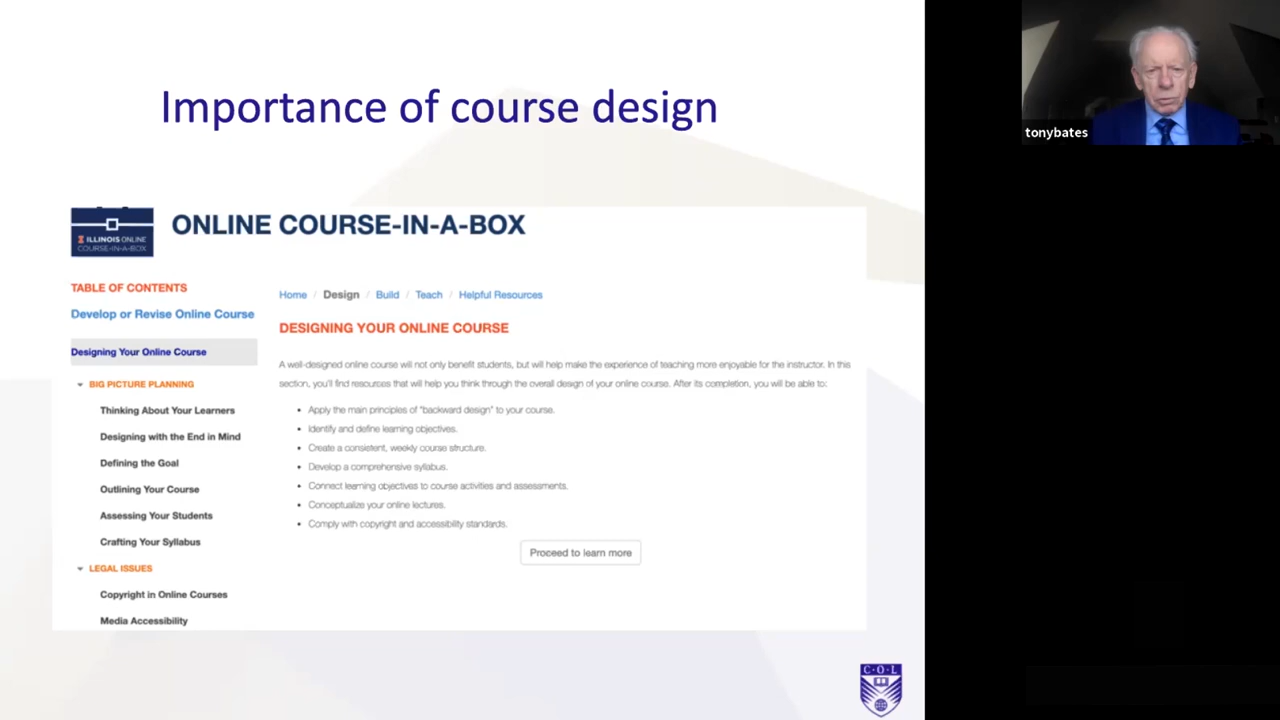 Importance of course design
tonybates
ILLINOIS ONLINE
COURSE-IN-A-BOX
ONLINE COURSE-IN-A-BOX
TABLE OF CONTENTS
Develop or Revise Online Course
Designing Your Online Course
BIG PICTURE PLANNING
Thinking About Your Learners
Designing with the End in Mind
Defining the Goal
Outlining Your Course
Assessing Your Students
Crafting Your Syllabus
LEGAL ISSUES
Copyright in Online Courses
Media Accessibility
Home / Design / Build / Teach / Helpful Resources
DESIGNING YOUR ONLINE COURSE
A well-designed online course will not only benefit students, but will help make the experience of teaching more enjoyable for the instructor. In this
section, you'll find resources that will help you think through the overall design of your online course. After its completion, you will be able to:
• Apply the main principles of "backward design" to your course.
• Identify and define learning objectives.
• Create a consistent, weekly course structure.
• Develop a comprehensive syllabus.
• Connect learning objectives to course activities and assessments.
• Conceptualize your online lectures.
• Comply with copyright and accessibility standards.
Proceed to learn more
C·O·L